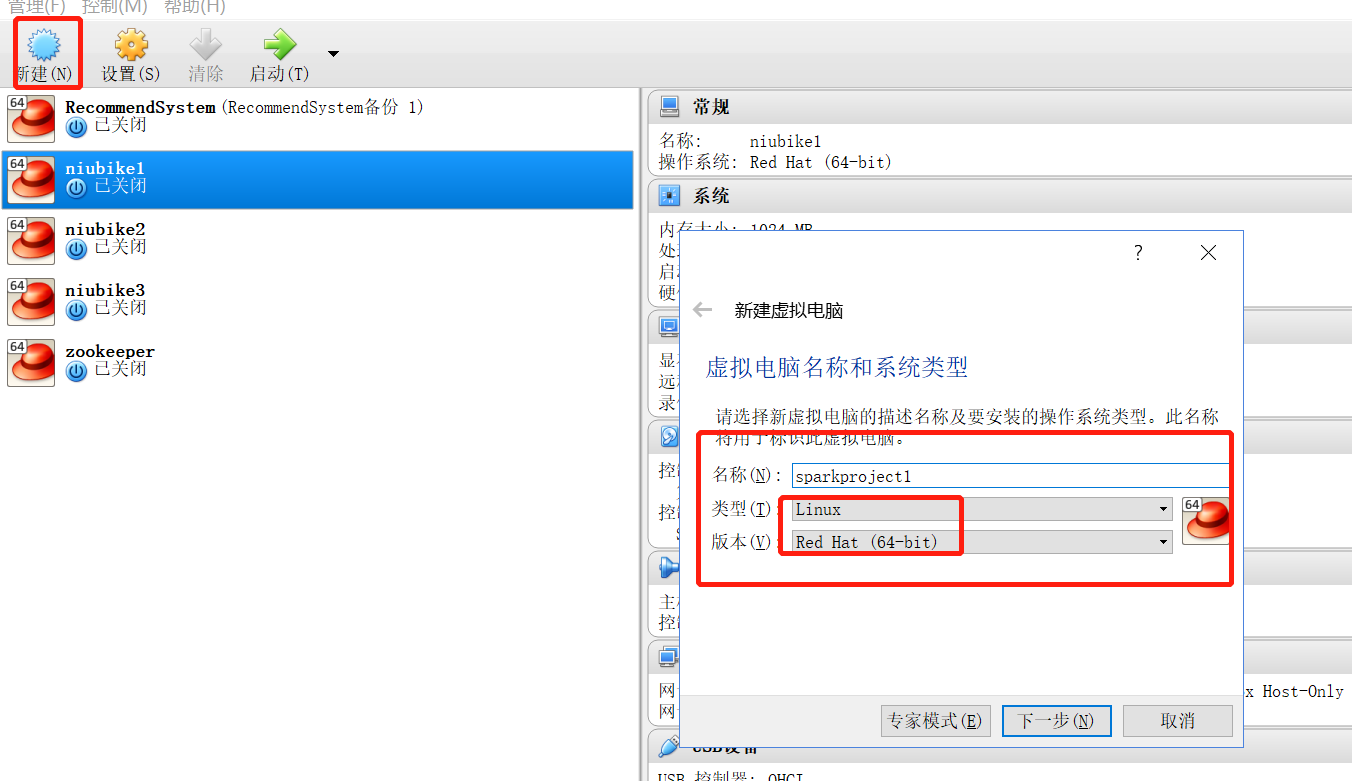 管理(F) 控制(M) 帮助(H)
新建(N) 设置(S) 清除 启动(T)
64 RecommendSystem (RecommendSystem备份 1)
已关闭
64 niubike1
已关闭
64 niubike2
已关闭
64 niubike3
已关闭
64 zookeeper
已关闭
常规
名称: niubike1
操作系统: Red Hat (64-bit)
系统
内存大小: 1024 MB
处
启
硬
显
远
录
控
控
S
主
控
网
x Host-Only
网
USB设备
USB 控制器: OHCI
?
新建虚拟电脑
虚拟电脑名称和系统类型
请选择新虚拟电脑的描述名称及要安装的操作系统类型。此名称
将用于标识此虚拟电脑。
名称(N): sparkproject1
类型(T): Linux
64
版本(V): Red Hat (64-bit)
专家模式(E) 下一步(N) 取消